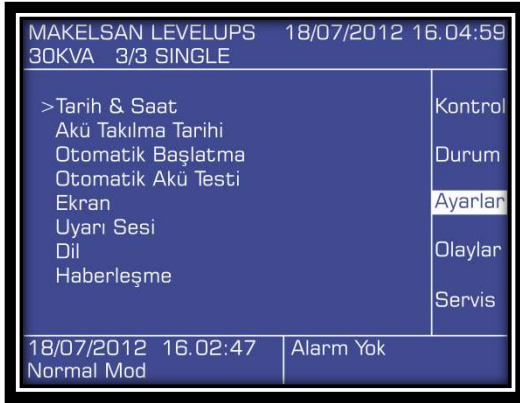 MAKELSAN LEVELUPS 18/07/2012 16.04:59
30KVA 3/3 SINGLE
>Tarih & Saat
Akü Takılma Tarihi
Otomatik Başlatma
Otomatik Akü Testi
Ekran
Uyarı Sesi
Dil
Haberleşme
Kontrol
Durum
Ayarlar
Olaylar
Servis
18/07/2012 16.02:47
Normal Mod
Alarm Yok